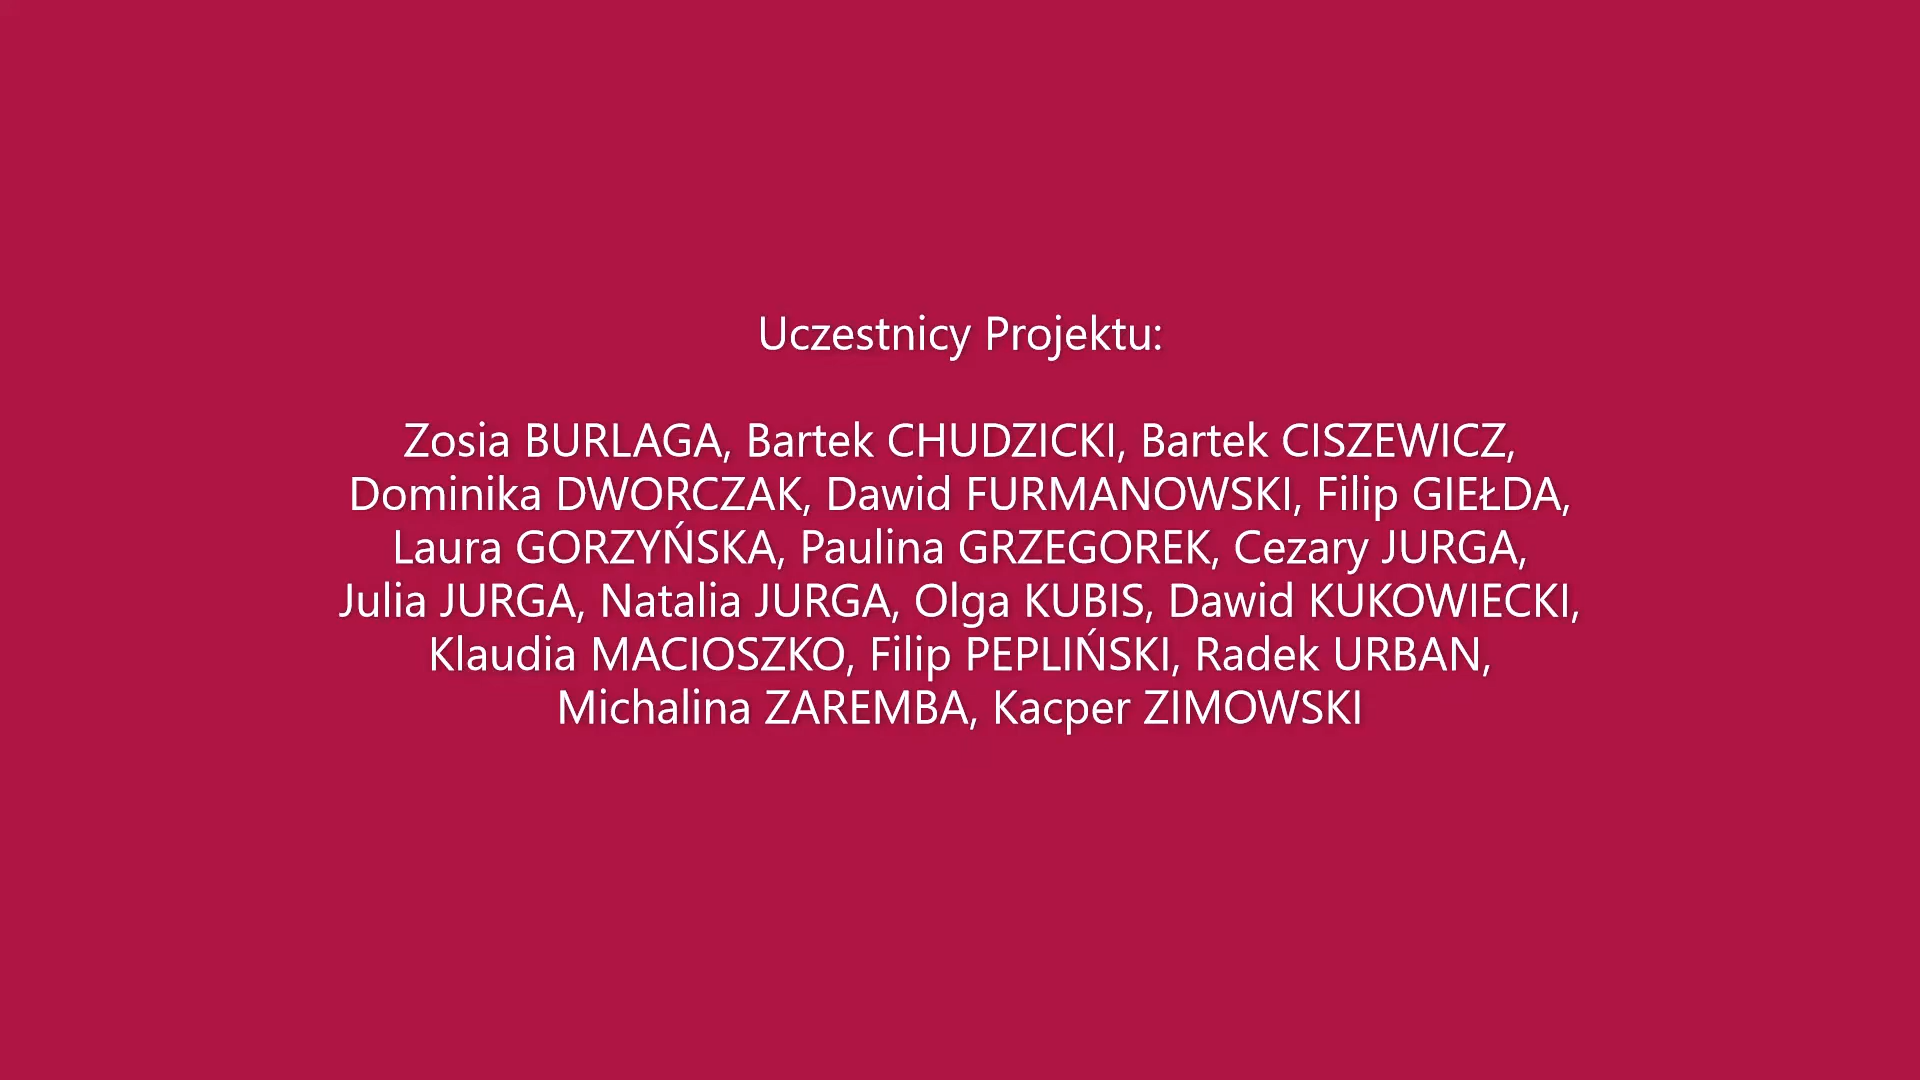 Uczestnicy Projektu:
Zosia BURLAGA, Bartek CHUDZICKI, Bartek CISZEWICZ,
Dominika DWORCZAK, Dawid FURMANOWSKI, Filip GIEŁDA,
Laura GORZYŃSKA, Paulina GRZEGOREK, Cezary JURGA,
Julia JURGA, Natalia JURGA, Olga KUBIS, Dawid KUKOWIECKI,
Klaudia MACIOSZKO, Filip PEPLIŃSKI, Radek URBAN,
Michalina ZAREMBA, Kacper ZIMOWSKI